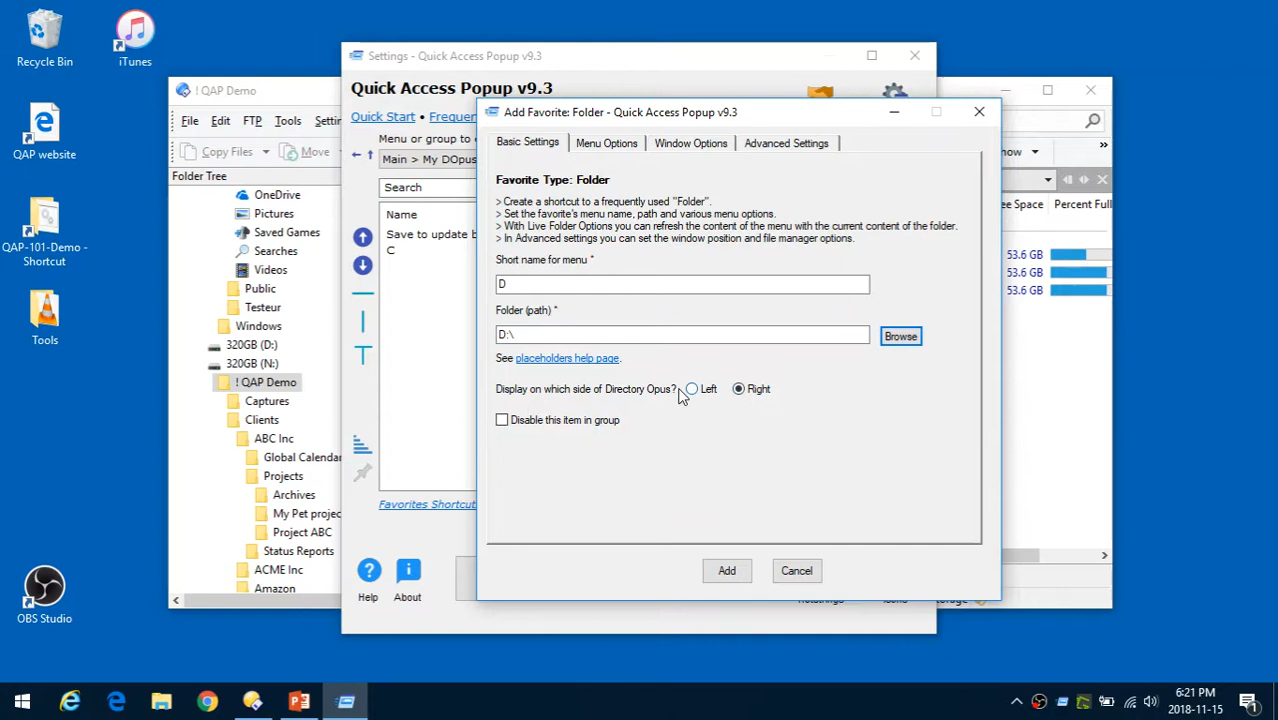 Recycle Bin
iTunes
QAP website
QAP-101-Demo -
Shortcut
Tools
OBS Studio
! QAP Demo
File Edit FTP Tools
Copy Files
Move
Folder Tree
OneDrive
Pictures
Saved Games
Searches
Videos
Public
Testeur
Windows
320GB (D:)
320GB (N:)
! QAP Demo
Captures
Clients
ABC Inc
Global Calenda
Projects
Archives
My Pet projec
Project ABC
Status Reports
ACME Inc
Amazon
Settings - Quick Access Popup v9.3
Quick Access Popup v9.3
Quick Start
Menu or group to e
Main > My DOpus
Search
Name
Save to update b
C
Favorites Shortcut
Help
About
Add Favorite: Folder - Quick Access Popup v9.3
Basic Settings Menu Options Window Options Advanced Settings
Favorite Type: Folder
> Create a shortcut to a frequently used "Folder".
> Set the favorite's menu name, path and various menu options.
> With Live Folder Options you can refresh the content of the menu with the current content of the folder.
> In Advanced settings you can set the window position and file manager options.
Short name for menu *
D
Folder (path) *
D:\
Browse
See placeholders help page.
Display on which side of Directory Opus?
Left
Right
Disable this item in group
Add
Cancel
Percent Full
53.6 GB
53.6 GB
53.6 GB
6:21 PM
2018-11-15
1